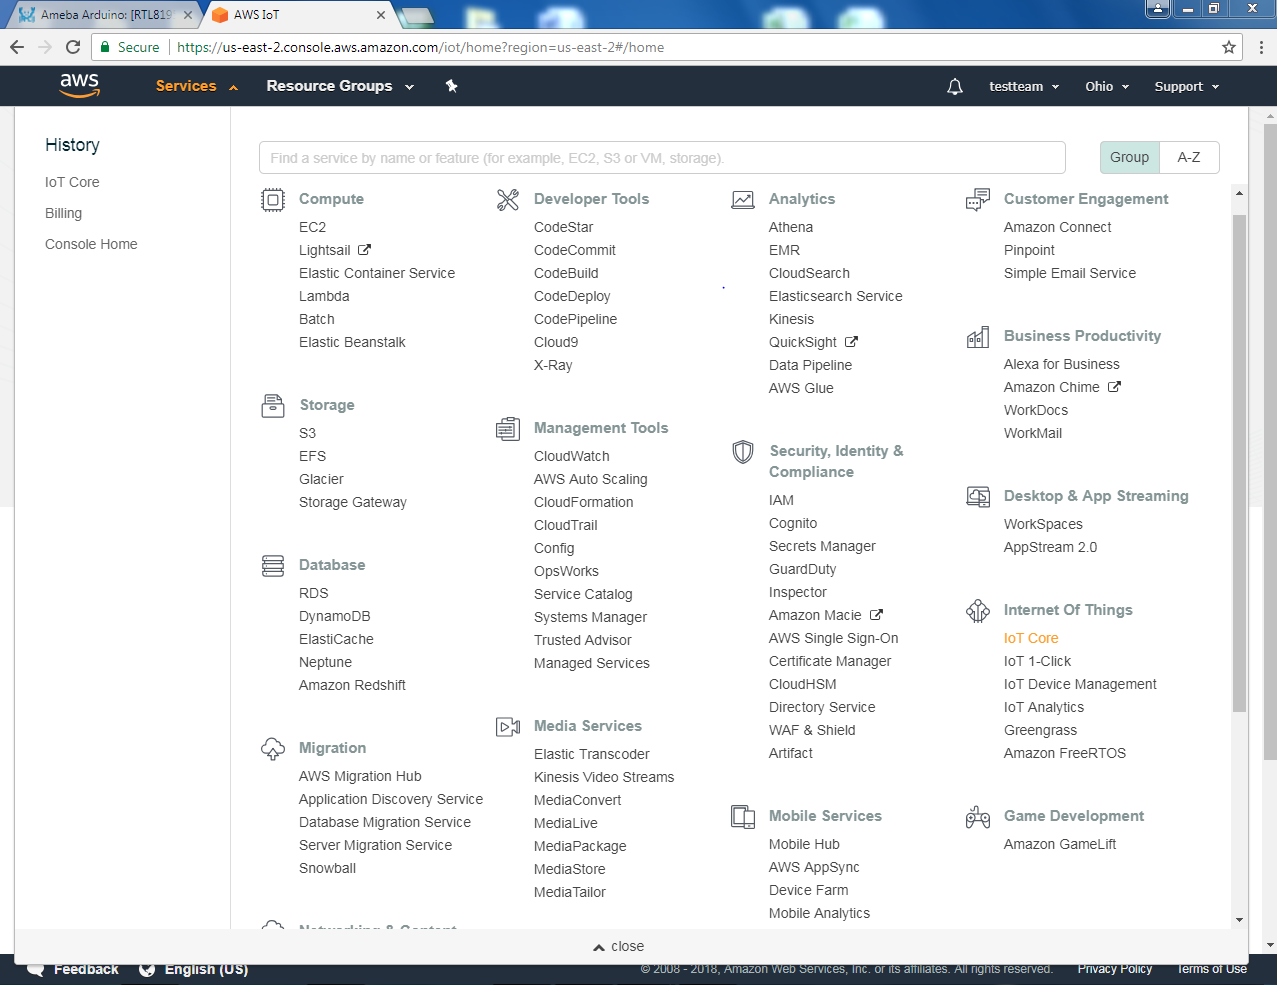 Ameba Arduino: [RTL819
AWS IoT
Secure
https://us-east-2.console.aws.amazon.com/iot/home?region=us-east-2#/home
aws
Services
Resource Groups
testteam
Ohio
Support
History
IoT Core
Billing
Console Home
Find a service by name or feature (for example, EC2, S3 or VM, storage).
Group
A-Z
Compute
EC2
Lightsail
Elastic Container Service
Lambda
Batch
Elastic Beanstalk
Storage
S3
EFS
Glacier
Storage Gateway
Database
RDS
DynamoDB
ElastiCache
Neptune
Amazon Redshift
Migration
AWS Migration Hub
Application Discovery Service
Database Migration Service
Server Migration Service
Snowball
Networking & Content
Developer Tools
CodeStar
CodeCommit
CodeBuild
CodeDeploy
CodePipeline
Cloud9
X-Ray
Management Tools
CloudWatch
AWS Auto Scaling
CloudFormation
CloudTrail
Config
OpsWorks
Service Catalog
Systems Manager
Trusted Advisor
Managed Services
Media Services
Elastic Transcoder
Kinesis Video Streams
MediaConvert
MediaLive
MediaPackage
MediaStore
MediaTailor
Analytics
Athena
EMR
CloudSearch
Elasticsearch Service
Kinesis
QuickSight
Data Pipeline
AWS Glue
Security, Identity &
Compliance
IAM
Cognito
Secrets Manager
GuardDuty
Inspector
Amazon Macie
AWS Single Sign-On
Certificate Manager
CloudHSM
Directory Service
WAF & Shield
Artifact
Mobile Services
Mobile Hub
AWS AppSync
Device Farm
Mobile Analytics
Customer Engagement
Amazon Connect
Pinpoint
Simple Email Service
Business Productivity
Alexa for Business
Amazon Chime
WorkDocs
WorkMail
Desktop & App Streaming
WorkSpaces
AppStream 2.0
Internet Of Things
IoT Core
IoT 1-Click
IoT Device Management
IoT Analytics
Greengrass
Amazon FreeRTOS
Game Development
Amazon GameLift
close
Feedback
English (US)
© 2008 - 2018, Amazon Web Services, Inc. or its affiliates. All rights reserved.
Privacy Policy
Terms of Use